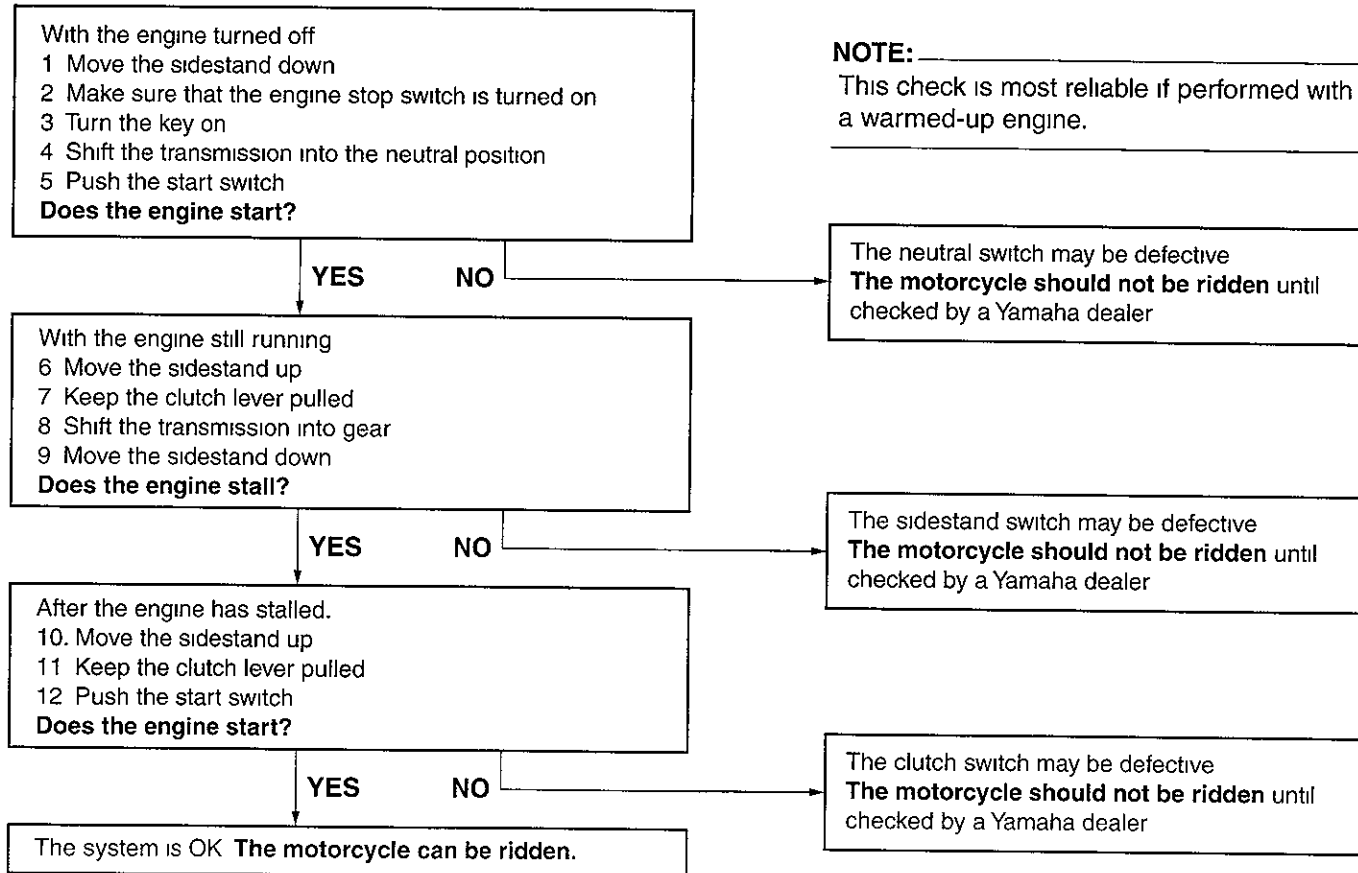 With the engine turned off
1 Move the sidestand down
2 Make sure that the engine stop switch is turned on
3 Turn the key on
4 Shift the transmission into the neutral position
5 Push the start switch
Does the engine start?
NOTE:
This check is most reliable if performed with
a warmed-up engine.
YES NO
The neutral switch may be defective
The motorcycle should not be ridden until
checked by a Yamaha dealer
With the engine still running
6 Move the sidestand up
7 Keep the clutch lever pulled
8 Shift the transmission into gear
9 Move the sidestand down
Does the engine stall?
YES NO
The sidestand switch may be defective
The motorcycle should not be ridden until
checked by a Yamaha dealer
After the engine has stalled.
10. Move the sidestand up
11 Keep the clutch lever pulled
12 Push the start switch
Does the engine start?
YES NO
The clutch switch may be defective
The motorcycle should not be ridden until
checked by a Yamaha dealer
The system is OK The motorcycle can be ridden.